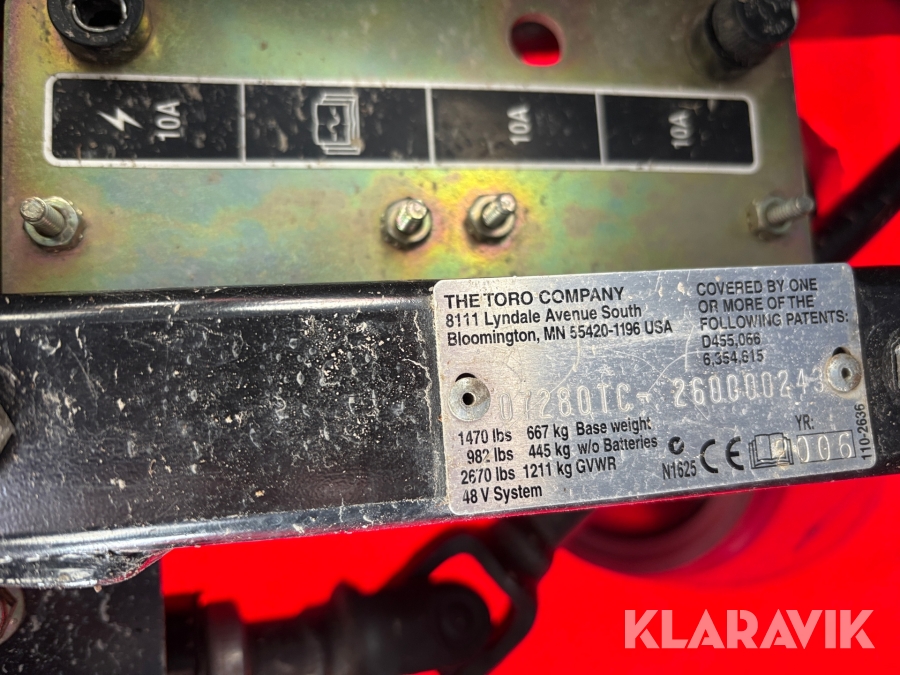 10A
10A
10A
THE TORO COMPANY
8111 Lyndale Avenue South
Bloomington, MN 55420-1196 USA
COVERED BY ONE
OR MORE OF THE
FOLLOWING PATENTS:
D455,066
6,354,615
07280TC-
1470 lbs 667 kg Base weight
982 lbs 445 kg w/o Batteries
2670 lbs 1211 kg GVWR
48 V System
N1625
CE
YR:
2006
110-2636
KLARAVIK